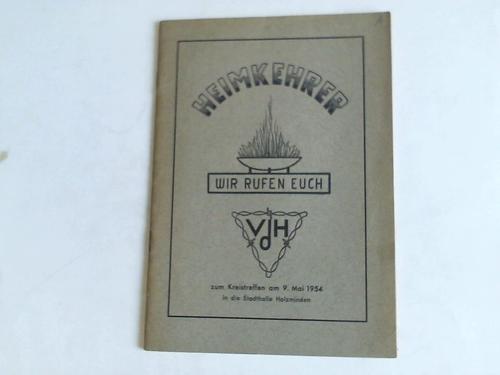 HEIMKEHRER
WIR RUFEN EUCH
VdH
zum Kreistreffen am 9. Mai 1954
in die Stadthalle Holzminden